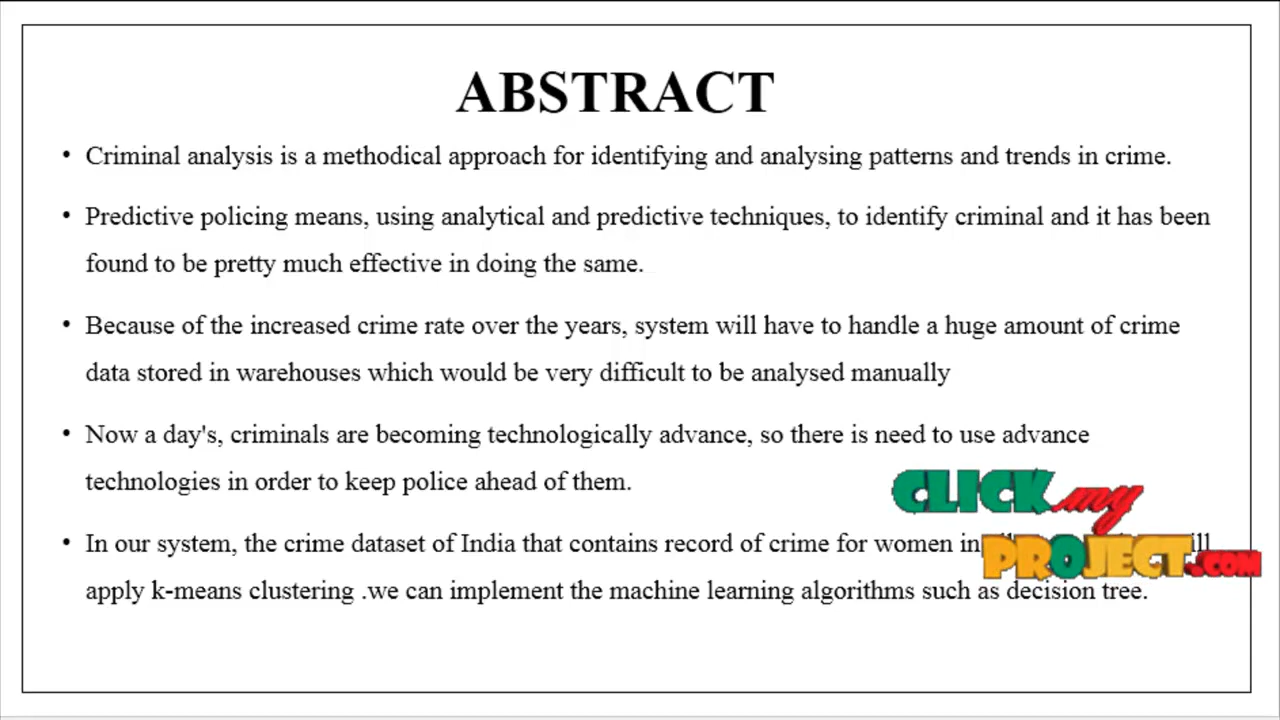 ABSTRACT
• Criminal analysis is a methodical approach for identifying and analysing patterns and trends in crime.
• Predictive policing means, using analytical and predictive techniques, to identify criminal and it has been
found to be pretty much effective in doing the same.
• Because of the increased crime rate over the years, system will have to handle a huge amount of crime
data stored in warehouses which would be very difficult to be analysed manually
• Now a day's, criminals are becoming technologically advance, so there is need to use advance
technologies in order to keep police ahead of them.
CLICK my
PROJECT.COM
• In our system, the crime dataset of India that contains record of crime for women in
apply k-means clustering .we can implement the machine learning algorithms such as decision tree.